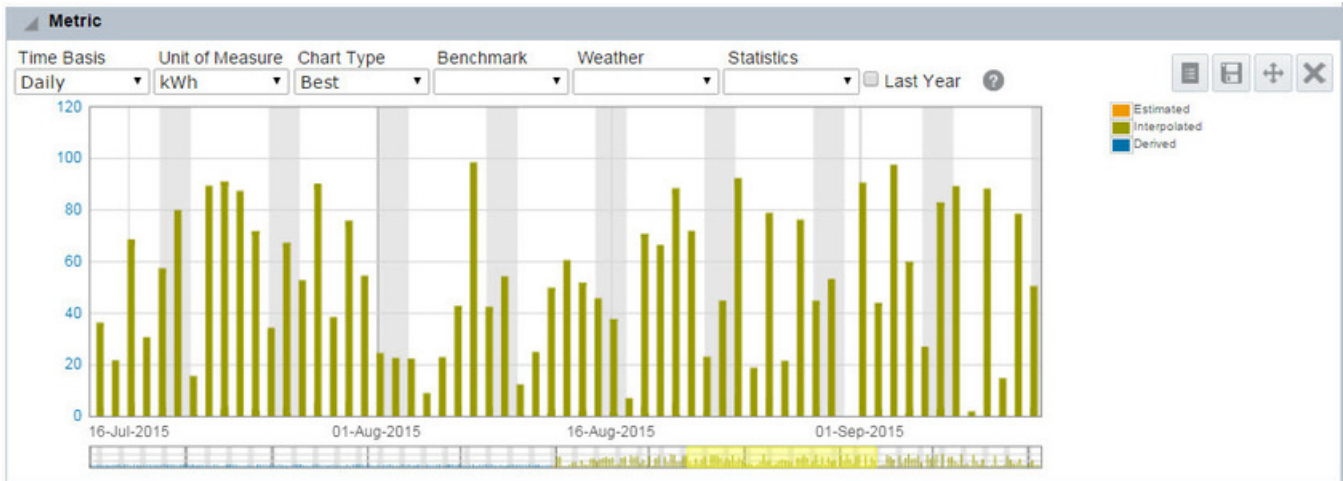 Metric
Time Basis Unit of Measure Chart Type Benchmark Weather Statistics
Daily kWh Best Last Year ?
120
100
80
60
40
20
0
16-Jul-2015 01-Aug-2015 16-Aug-2015 01-Sep-2015
Estimated
Interpolated
Derived